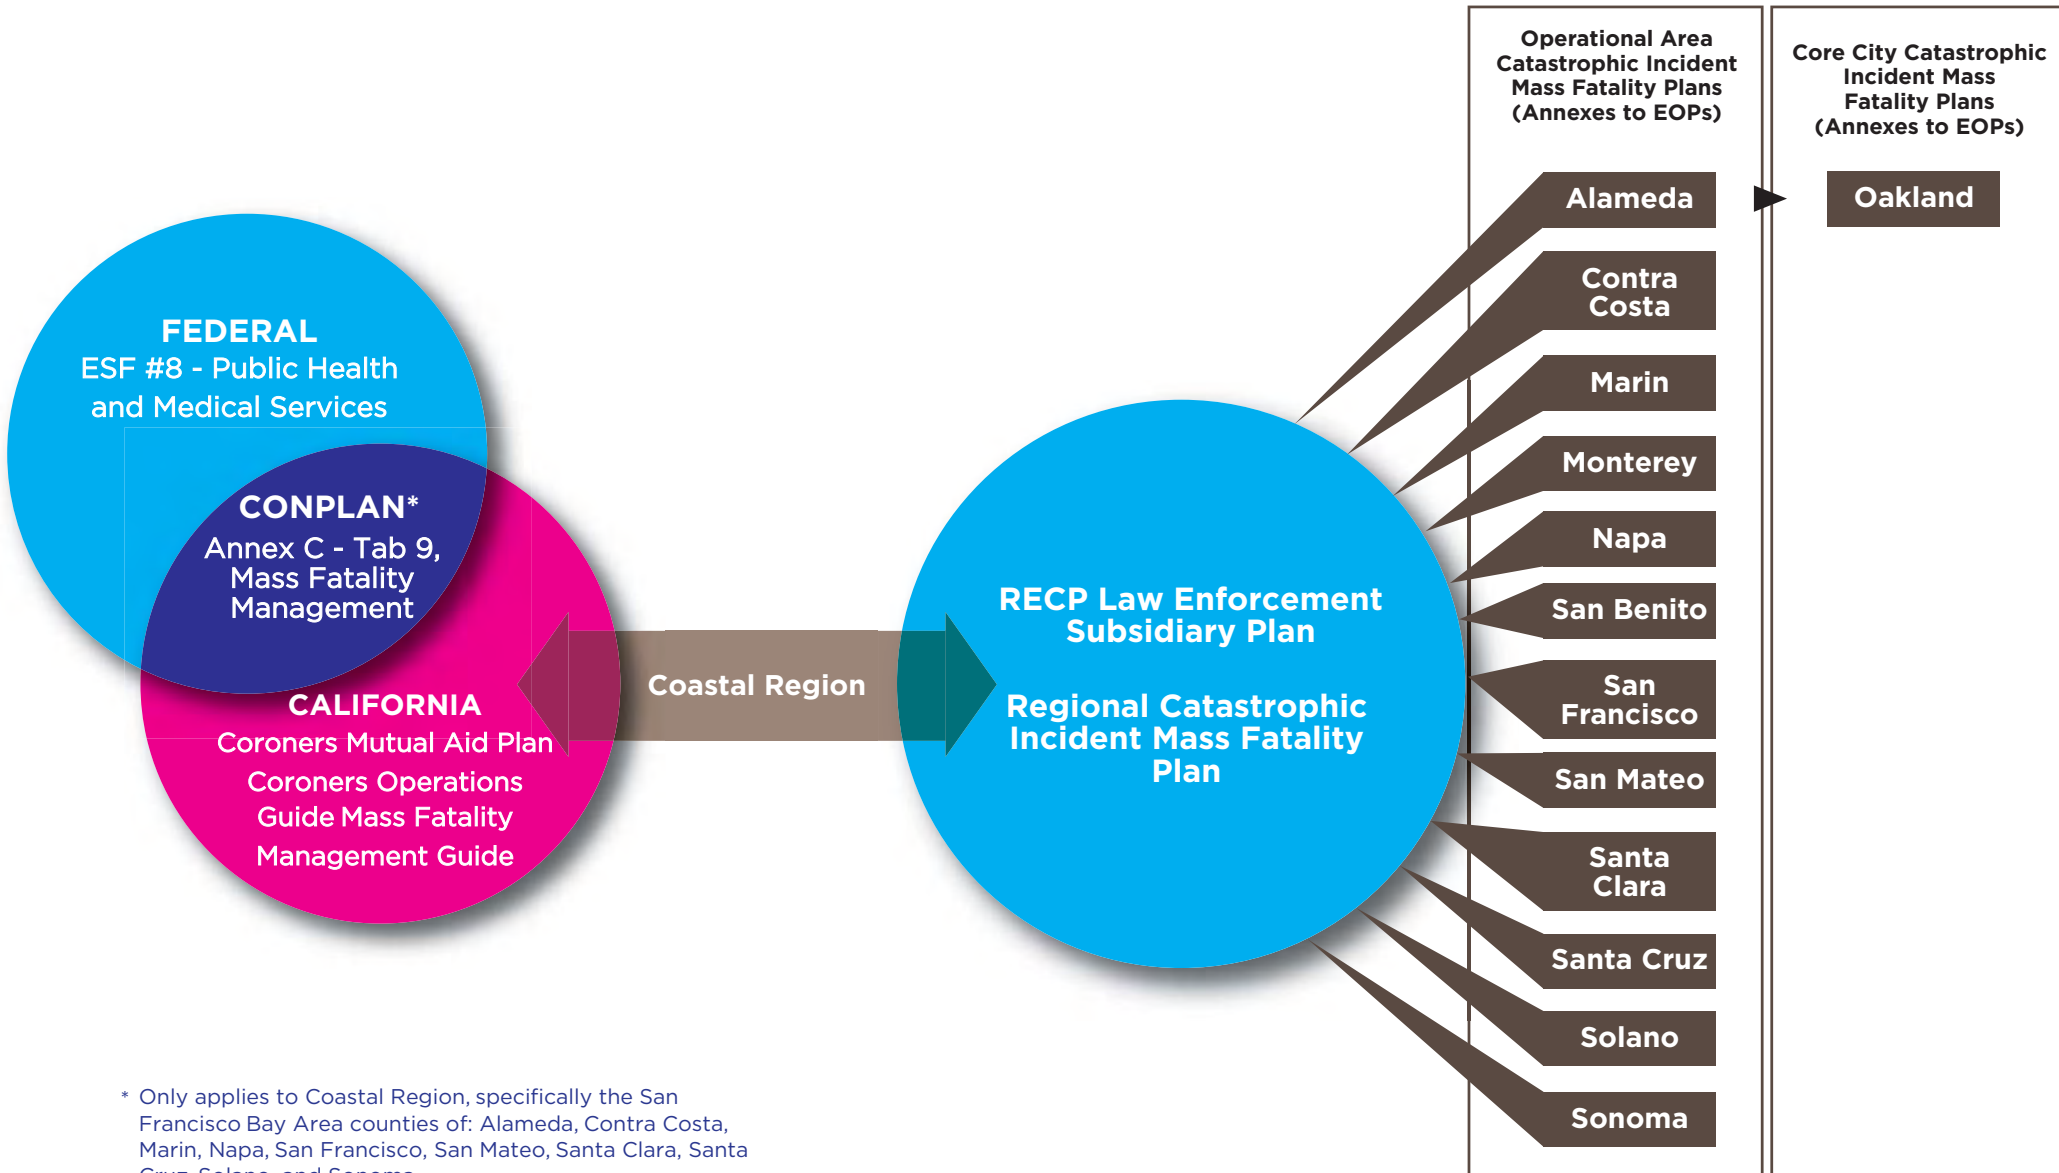 Operational Area
Catastrophic Incident
Mass Fatality Plans
(Annexes to EOPs)
Core City Catastrophic
Incident Mass
Fatality Plans
(Annexes to EOPs)
FEDERAL
ESF #8 - Public Health
and Medical Services
CONPLAN*
Annex C - Tab 9,
Mass Fatality
Management
CALIFORNIA
Coroners Mutual Aid Plan
Coroners Operations
Guide Mass Fatality
Management Guide
Coastal Region
RECP Law Enforcement
Subsidiary Plan
Regional Catastrophic
Incident Mass Fatality
Plan
Alameda
Oakland
Contra
Costa
Marin
Monterey
Napa
San Benito
San
Francisco
San Mateo
Santa
Clara
Santa Cruz
Solano
Sonoma
* Only applies to Coastal Region, specifically the San
Francisco Bay Area counties of: Alameda, Contra Costa,
Marin, Napa, San Francisco, San Mateo, Santa Clara, Santa
Cruz, Solano, and Sonoma